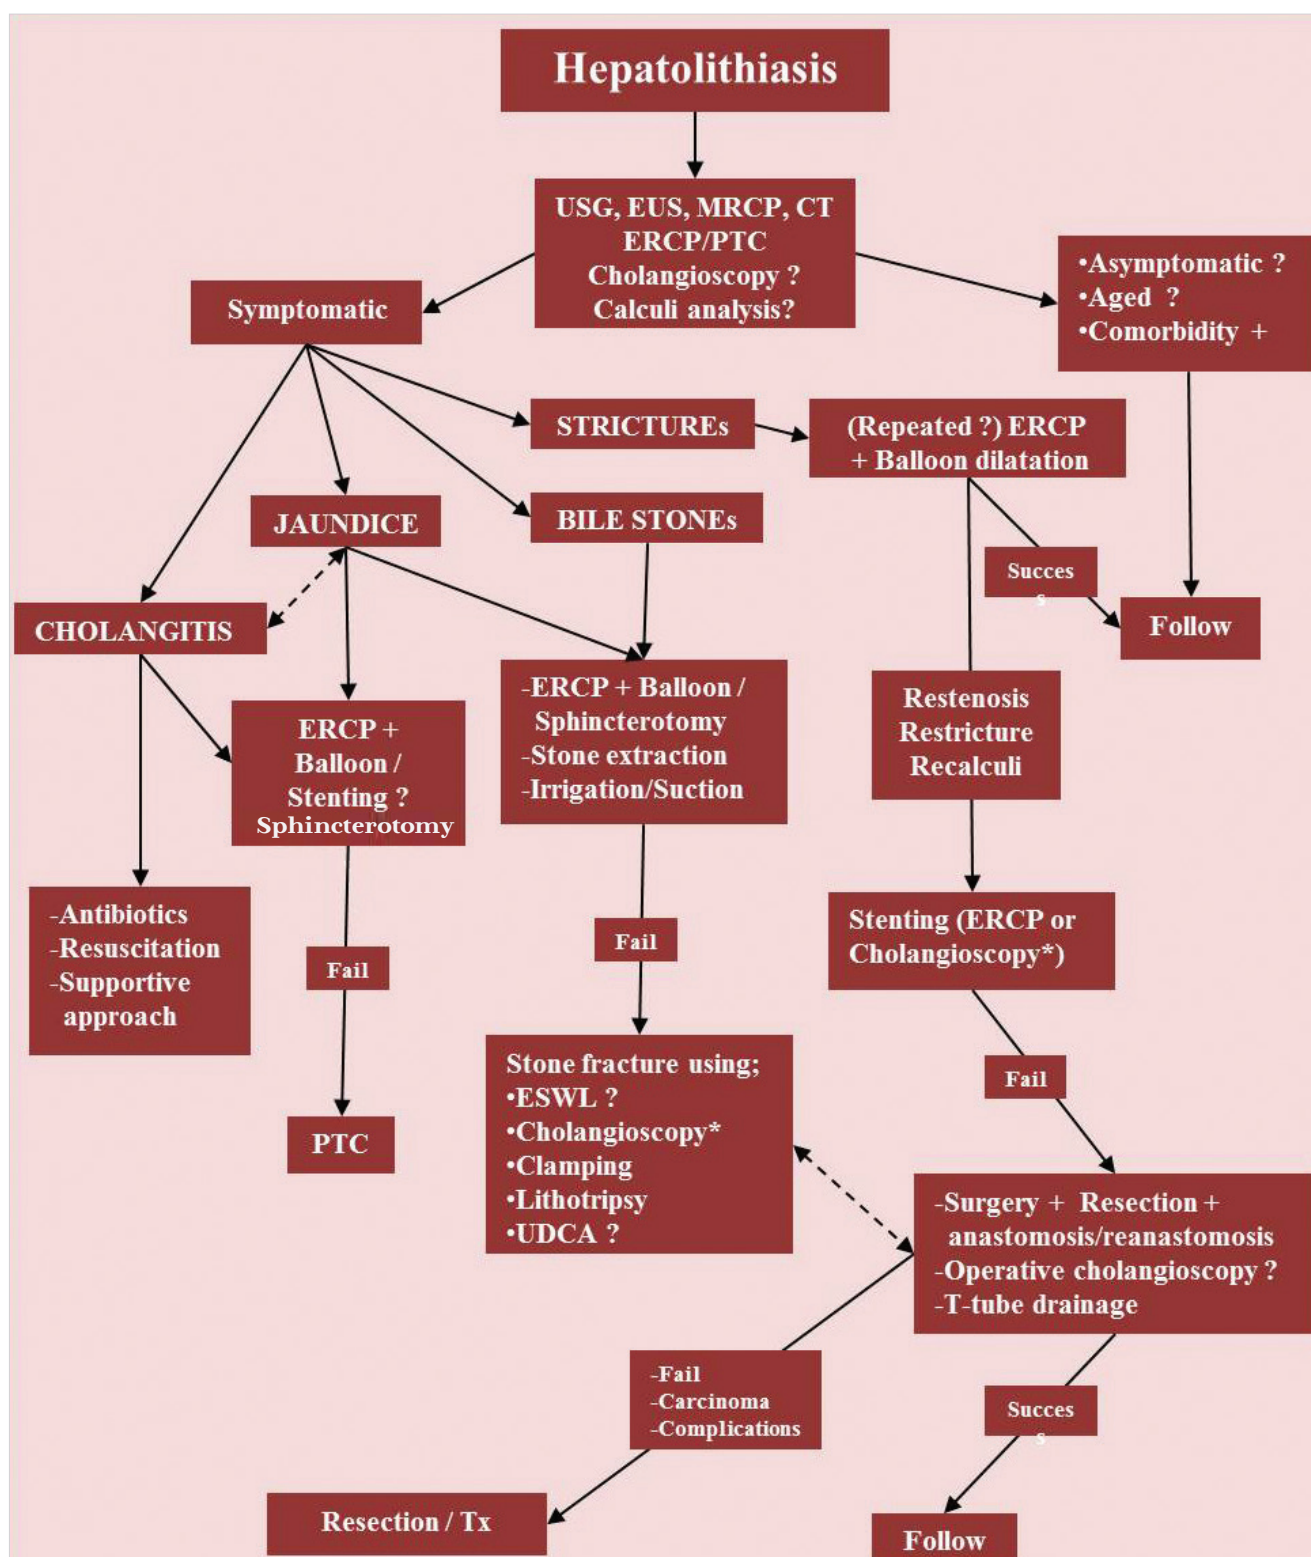 Hepatolithiasis
USG, EUS, MRCP, CT
ERCP/PTC
Cholangioscopy ?
Calculi analysis?
•Asymptomatic ?
•Aged ?
•Comorbidity +
Symptomatic
STRICTUREs
(Repeated ?) ERCP
+ Balloon dilatation
JAUNDICE
BILE STONEs
Succes
s
CHOLANGITIS
Follow
ERCP +
Balloon /
Stenting ?
Sphincterotomy
-ERCP + Balloon /
Sphincterotomy
-Stone extraction
-Irrigation/Suction
Restenosis
Restricture
Recalculi
-Antibiotics
-Resuscitation
-Supportive
approach
Fail
Fail
Stenting (ERCP or
Cholangioscopy*)
Fail
PTC
Stone fracture using;
•ESWL ?
•Cholangioscopy*
•Clamping
•Lithotripsy
•UDCA ?
-Surgery + Resection +
anastomosis/reanastomosis
-Operative cholangioscopy ?
-T-tube drainage
-Fail
-Carcinoma
-Complications
Succes
s
Resection / Tx
Follow